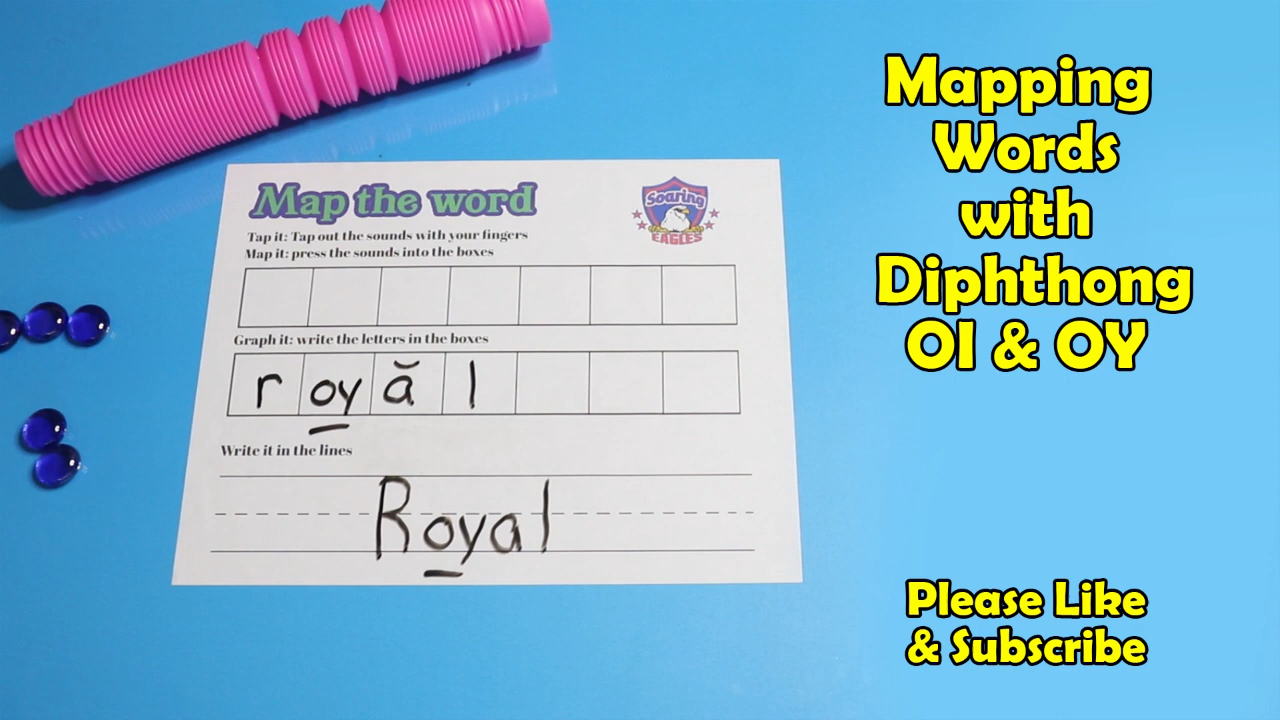 Mapping
Words
with
Diphthong
OI & OY
Map the word
Soaring
EAGLES
Tap it: Tap out the sounds with your fingers
Map it: press the sounds into the boxes
Graph it: write the letters in the boxes
r oy ă l
Write it in the lines
Royal
Please Like
& Subscribe